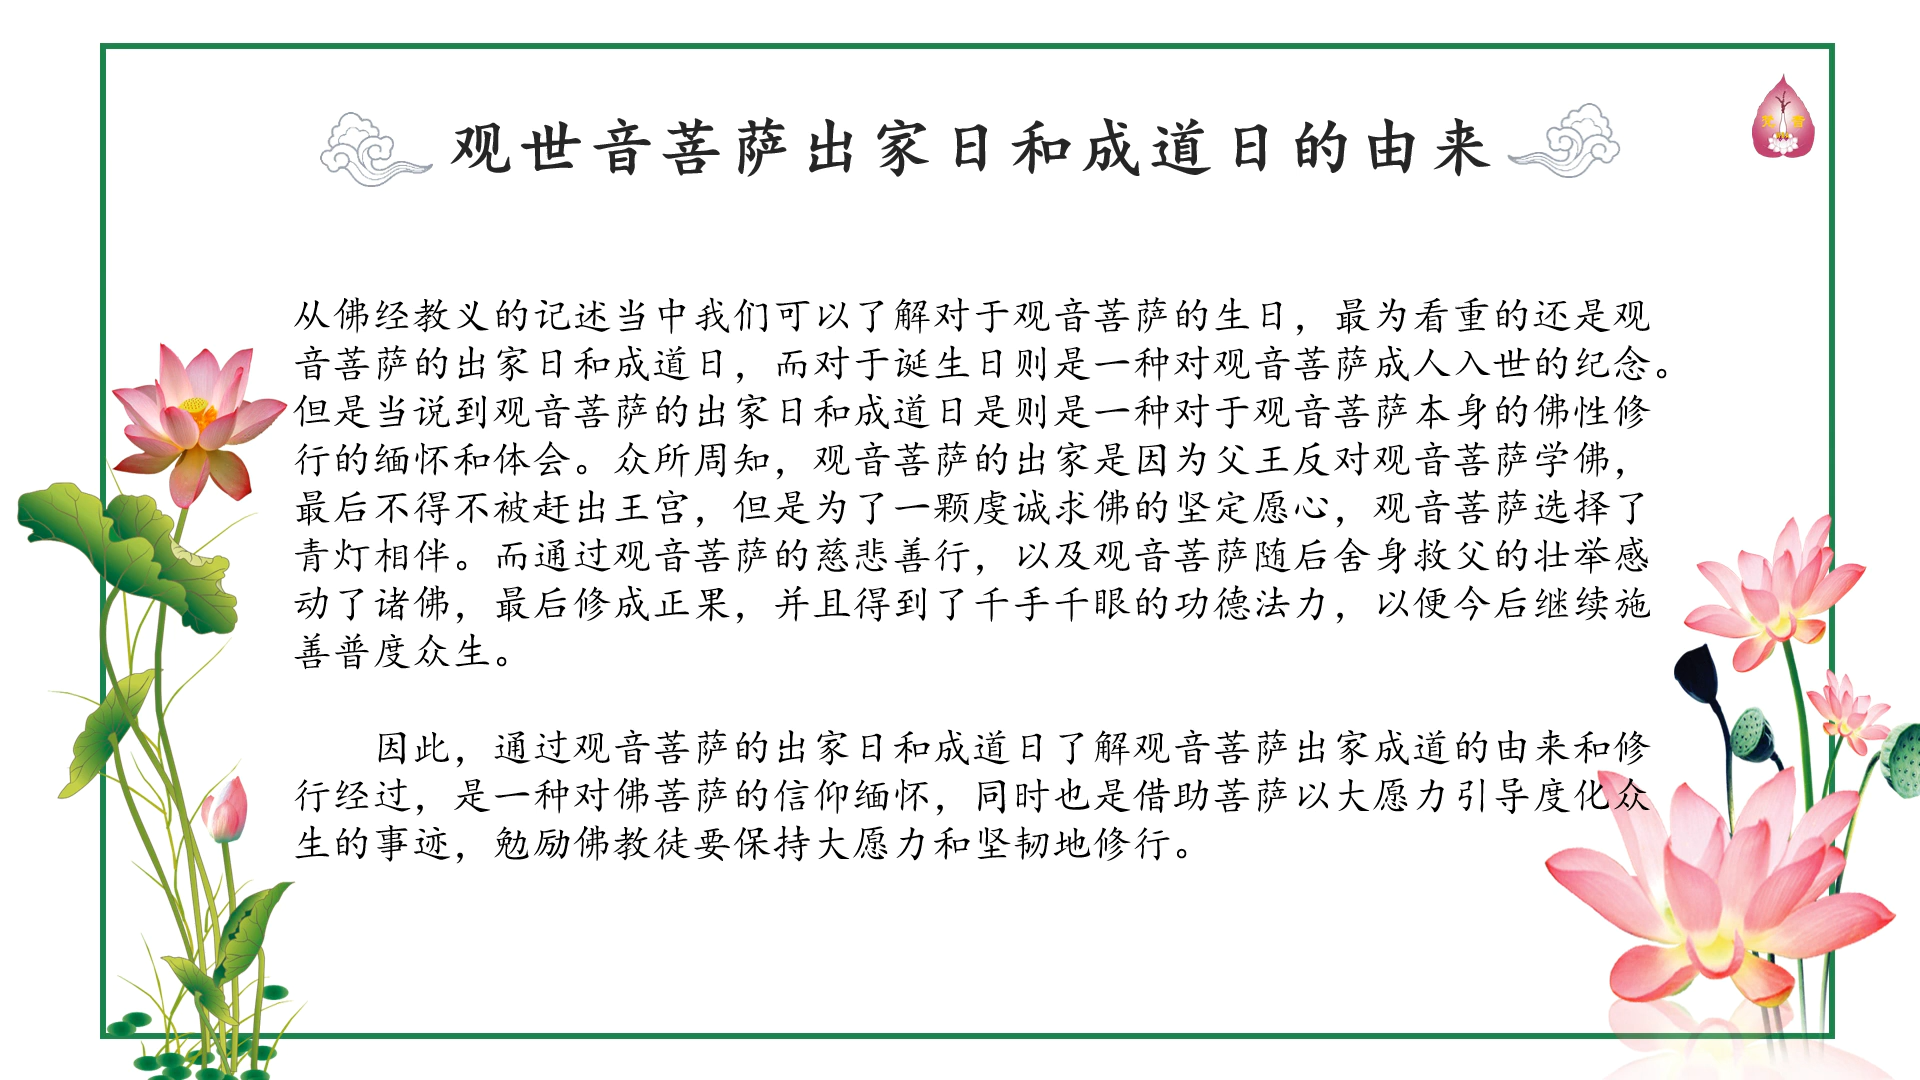 观世音菩萨出家日和成道日的由来
从佛经教义的记述当中我们可以了解对于观音菩萨的生日，最为看重的还是观
音菩萨的出家日和成道日，而对于诞生日则是一种对观音菩萨成人入世的纪念。
但是当说到观音菩萨的出家日和成道日是则是一种对于观音菩萨本身的佛性修
行的缅怀和体会。众所周知，观音菩萨的出家是因为父王反对观音菩萨学佛，
最后不得不被赶出王宫，但是为了一颗虔诚求佛的坚定愿心，观音菩萨选择了
青灯相伴。而通过观音菩萨的慈悲善行，以及观音菩萨随后舍身救父的壮举感
动了诸佛，最后修成正果，并且得到了千手千眼的功德法力，以便今后继续施
善普度众生。
因此，通过观音菩萨的出家日和成道日了解观音菩萨出家成道的由来和修
行经过，是一种对佛菩萨的信仰缅怀，同时也是借助菩萨以大愿力引导度化众
生的事迹，勉励佛教徒要保持大愿力和坚韧地修行。